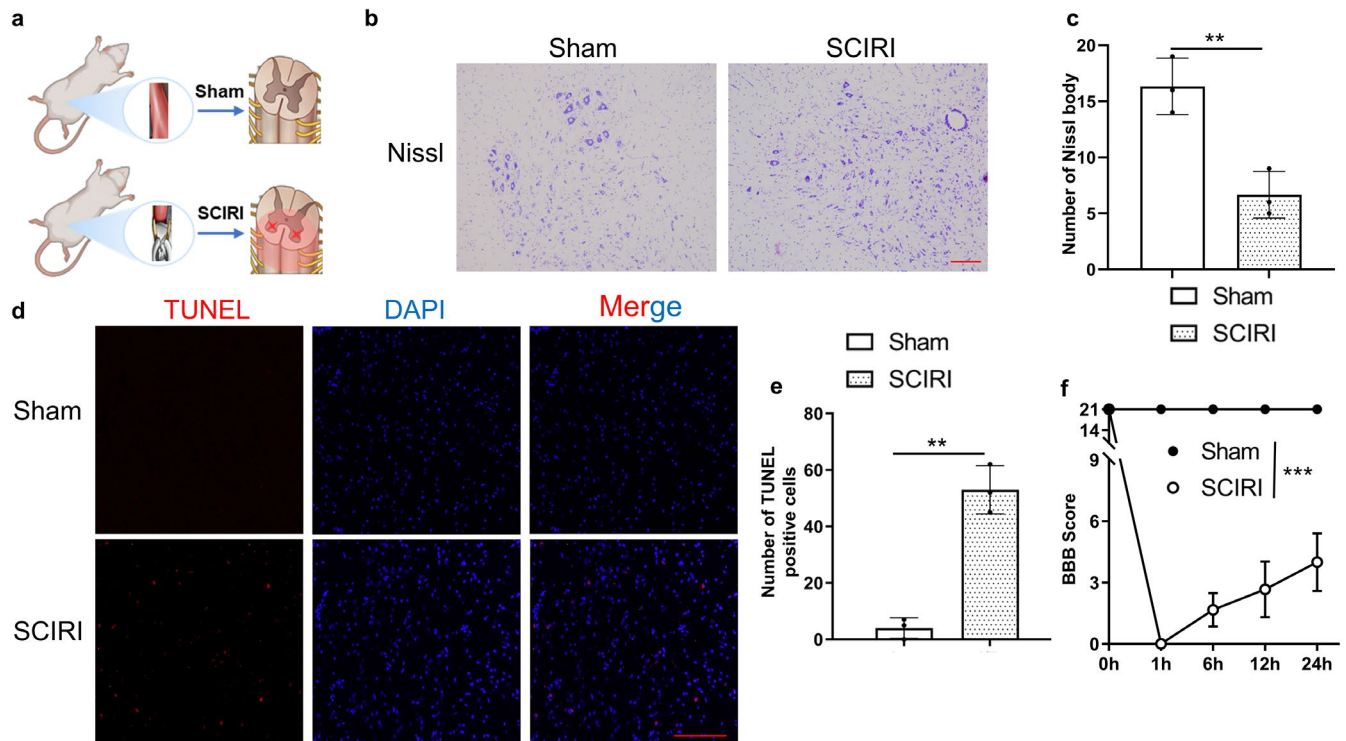 a
Sham
SCIRI
b
Sham
SCIRI
Nissl
c
**
20
15
10
5
0
Number of Nissl body
Sham
SCIRI
d
TUNEL
DAPI
Merge
Sham
SCIRI
Sham
SCIRI
e
**
80
60
40
20
0
Number of TUNEL
positive cells
f
21
14
9
6
3
0
BBB Score
Sham
SCIRI
***
0h
1h
6h
12h
24h